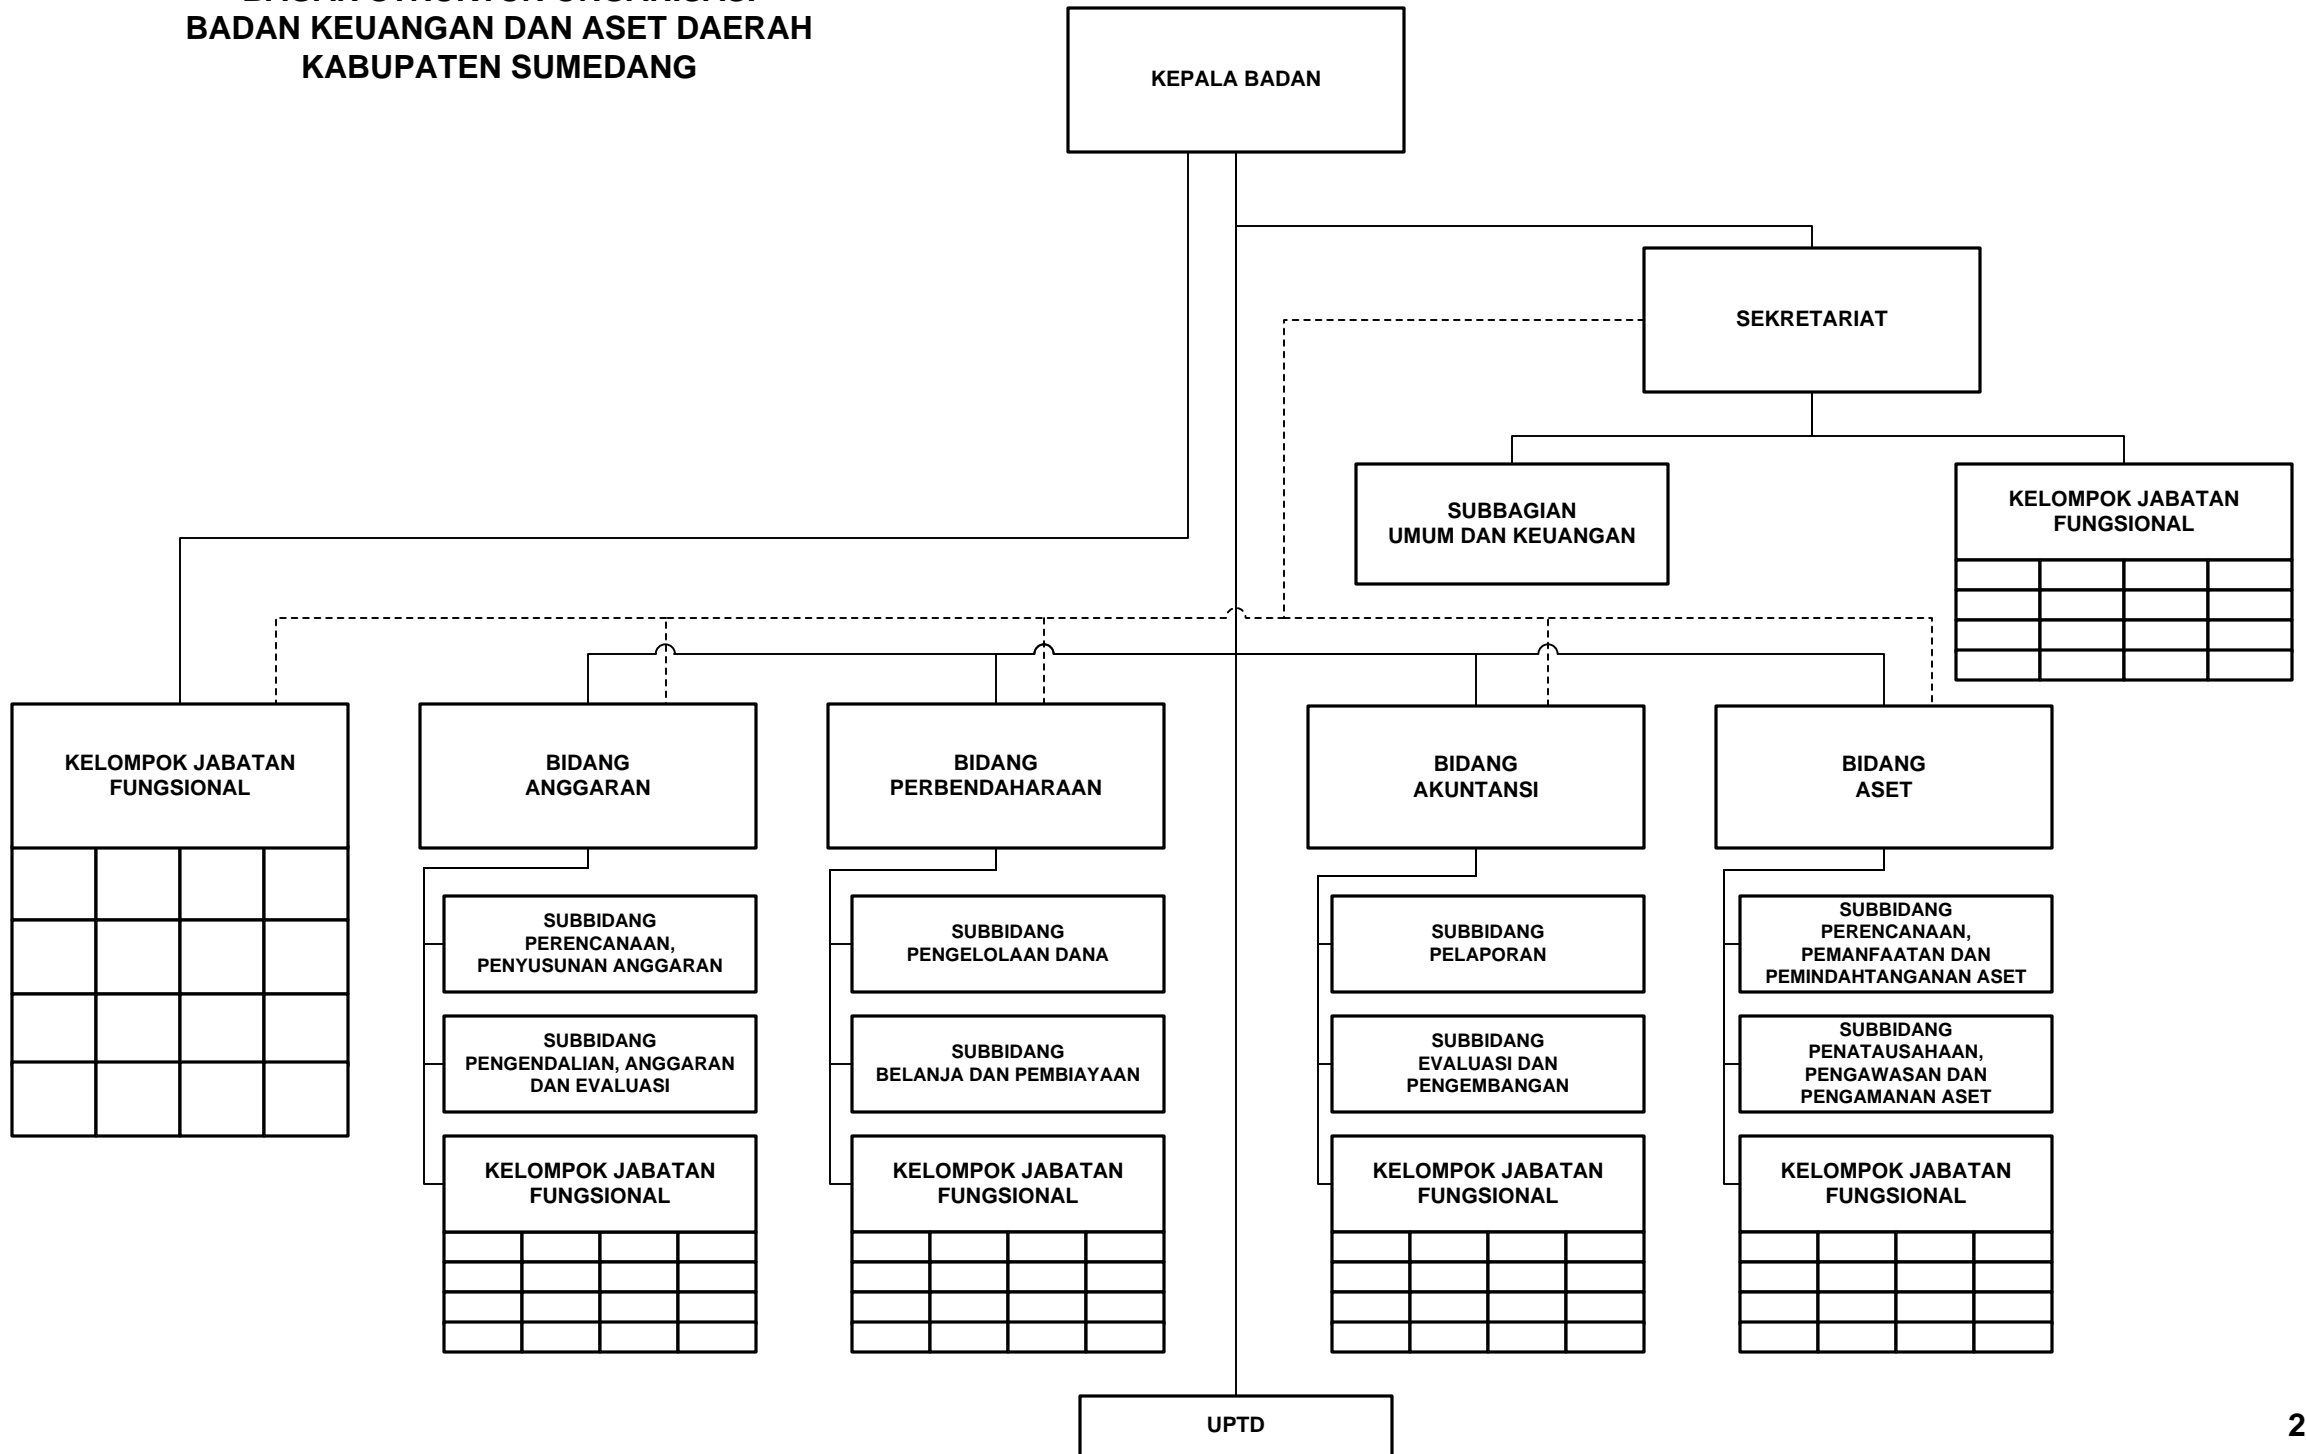 BAGAN STRUKTUR ORGANISASI
BADAN KEUANGAN DAN ASET DAERAH
KABUPATEN SUMEDANG
KEPALA BADAN
SEKRETARIAT
SUBBAGIAN
UMUM DAN KEUANGAN
KELOMPOK JABATAN
FUNGSIONAL
KELOMPOK JABATAN
FUNGSIONAL
BIDANG
ANGGARAN
BIDANG
PERBENDAHARAAN
BIDANG
AKUNTANSI
BIDANG
ASET
SUBBIDANG
PERENCANAAN,
PENYUSUNAN ANGGARAN
SUBBIDANG
PENGELOLAAN DANA
SUBBIDANG
PELAPORAN
SUBBIDANG
PERENCANAAN,
PEMANFAATAN DAN
PEMINDAHTANGANAN ASET
SUBBIDANG
PENGENDALIAN, ANGGARAN
DAN EVALUASI
SUBBIDANG
BELANJA DAN PEMBIAYAAN
SUBBIDANG
EVALUASI DAN
PENGEMBANGAN
SUBBIDANG
PENATAUSAHAAN,
PENGAWASAN DAN
PENGAMANAN ASET
KELOMPOK JABATAN
FUNGSIONAL
KELOMPOK JABATAN
FUNGSIONAL
KELOMPOK JABATAN
FUNGSIONAL
KELOMPOK JABATAN
FUNGSIONAL
UPTD
2